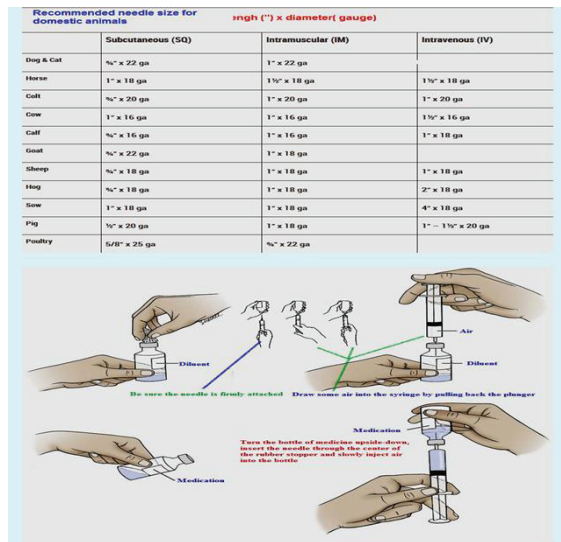 Recommended needle size for domestic animals
engh (") x diameter( gauge)
Subcutaneous (SQ) Intramuscular (IM) Intravenous (IV)
Dog & Cat ¾" x 22 ga 1" x 22 ga
Horse 1" x 18 ga 1½" x 18 ga 1½" x 18 ga
Colt ¾" x 20 ga 1" x 20 ga 1" x 20 ga
Cow 1" x 16 ga 1" x 16 ga 1½" x 18 ga
Calf ¾" x 16 ga 1" x 16 ga 1" x 18 ga
Goat ¾" x 22 ga 1" x 18 ga
Sheep ¾" x 18 ga 1" x 18 ga 1" x 18 ga
Hog ¾" x 18 ga 1" x 18 ga 2" x 18 ga
Sow 1" x 18 ga 1" x 18 ga 4" x 18 ga
Pig ½" x 20 ga 1" x 18 ga 1" – 1½" x 20 ga
Poultry 5/8" x 25 ga ¾" x 22 ga
Air
Diluent
Diluent
Be sure the needle is firmly attached
Draw some air into the syringe by pulling back the plunger
Medication
Turn the bottle of medicine upside-down,
insert the needle through the center of
the rubber stopper and slowly inject air
into the bottle
Medication